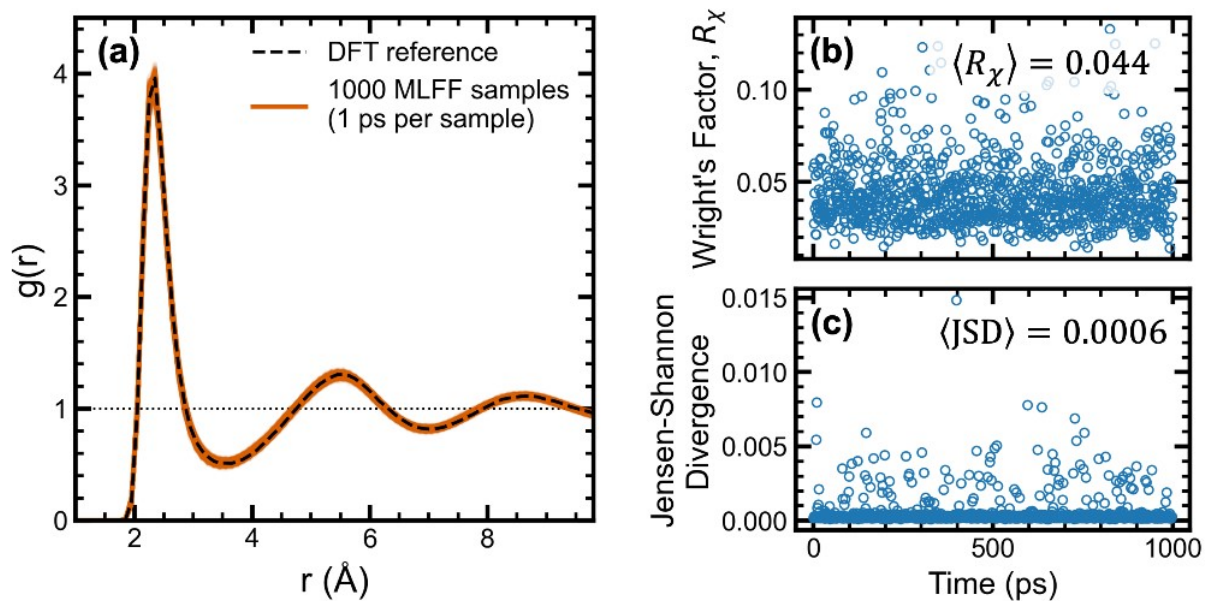 (a)
DFT reference
1000 MLFF samples
(1 ps per sample)
g(r)
4
3
2
1
0
2
4
6
8
r (Å)
(b)
⟨Rχ⟩ = 0.044
Wright's Factor, Rχ
0.10
0.05
(c)
⟨JSD⟩ = 0.0006
Jensen-Shannon
Divergence
0.015
0.010
0.005
0.000
0
500
1000
Time (ps)